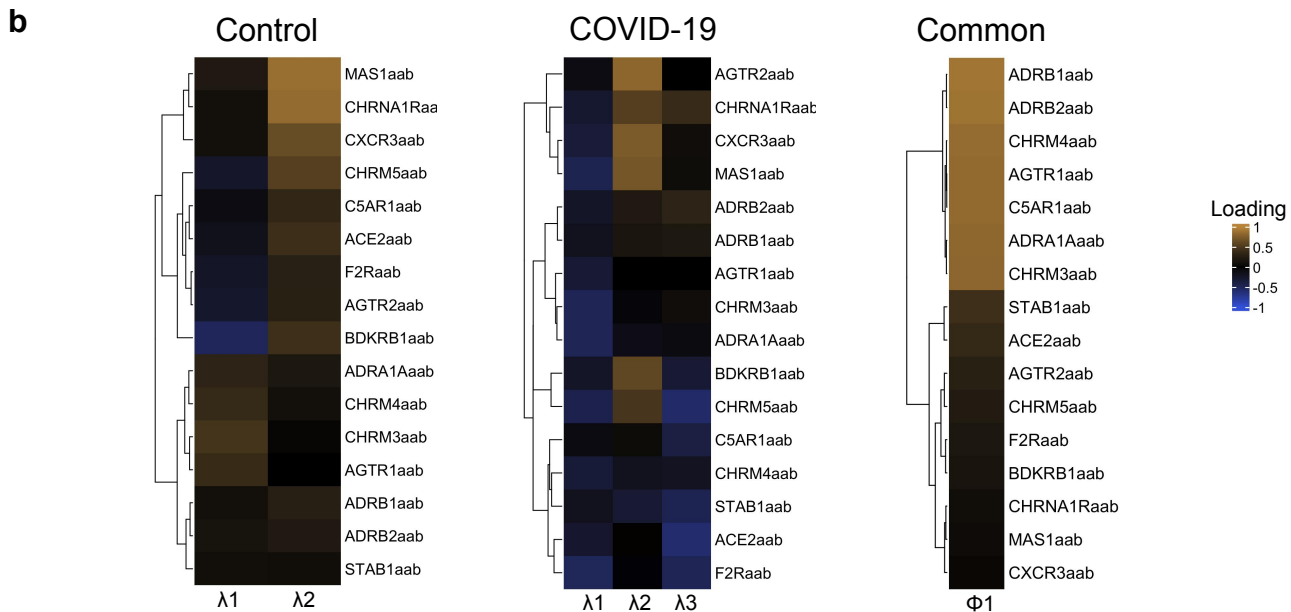 b
Control
COVID-19
Common
MAS1aab
CHRNA1Raa
CXCR3aab
CHRM5aab
C5AR1aab
ACE2aab
F2Raab
AGTR2aab
BDKRB1aab
ADRA1Aaab
CHRM4aab
CHRM3aab
AGTR1aab
ADRB1aab
ADRB2aab
STAB1aab
λ1 λ2
AGTR2aab
CHRNA1Raab
CXCR3aab
MAS1aab
ADRB2aab
ADRB1aab
AGTR1aab
CHRM3aab
ADRA1Aaab
BDKRB1aab
CHRM5aab
C5AR1aab
CHRM4aab
STAB1aab
ACE2aab
F2Raab
λ1 λ2 λ3
ADRB1aab
ADRB2aab
CHRM4aab
AGTR1aab
C5AR1aab
ADRA1Aaab
CHRM3aab
STAB1aab
ACE2aab
AGTR2aab
CHRM5aab
F2Raab
BDKRB1aab
CHRNA1Raab
MAS1aab
CXCR3aab
Φ1
Loading
1
0.5
0
-0.5
-1